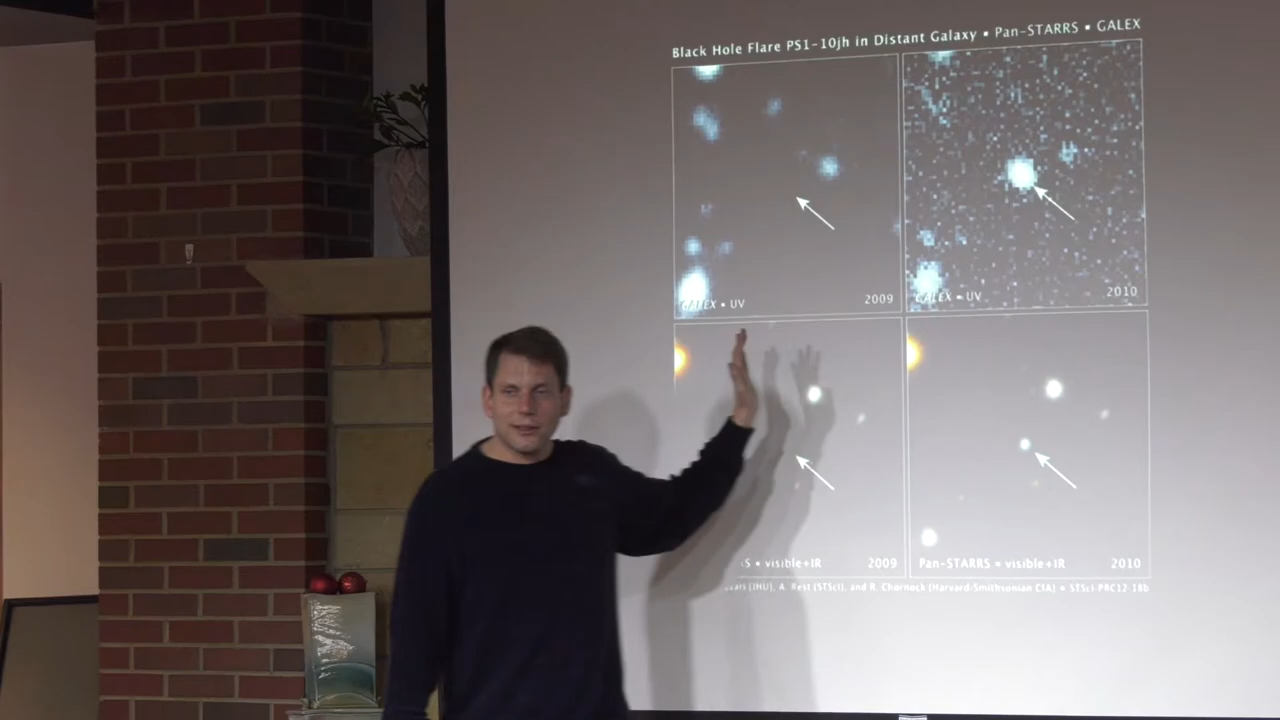 Black Hole Flare PS1-10jh in Distant Galaxy ▪ Pan-STARRS ▪ GALEX
GALEX ▪ UV 2009
GALEX ▪ UV 2010
S ▪ visible+IR 2009
Pan-STARRS ▪ visible+IR 2010
(JHU), A. Rest (STScI), and R. Chornock (Harvard-Smithsonian CfA) ▪ STScI-PRC12-18b